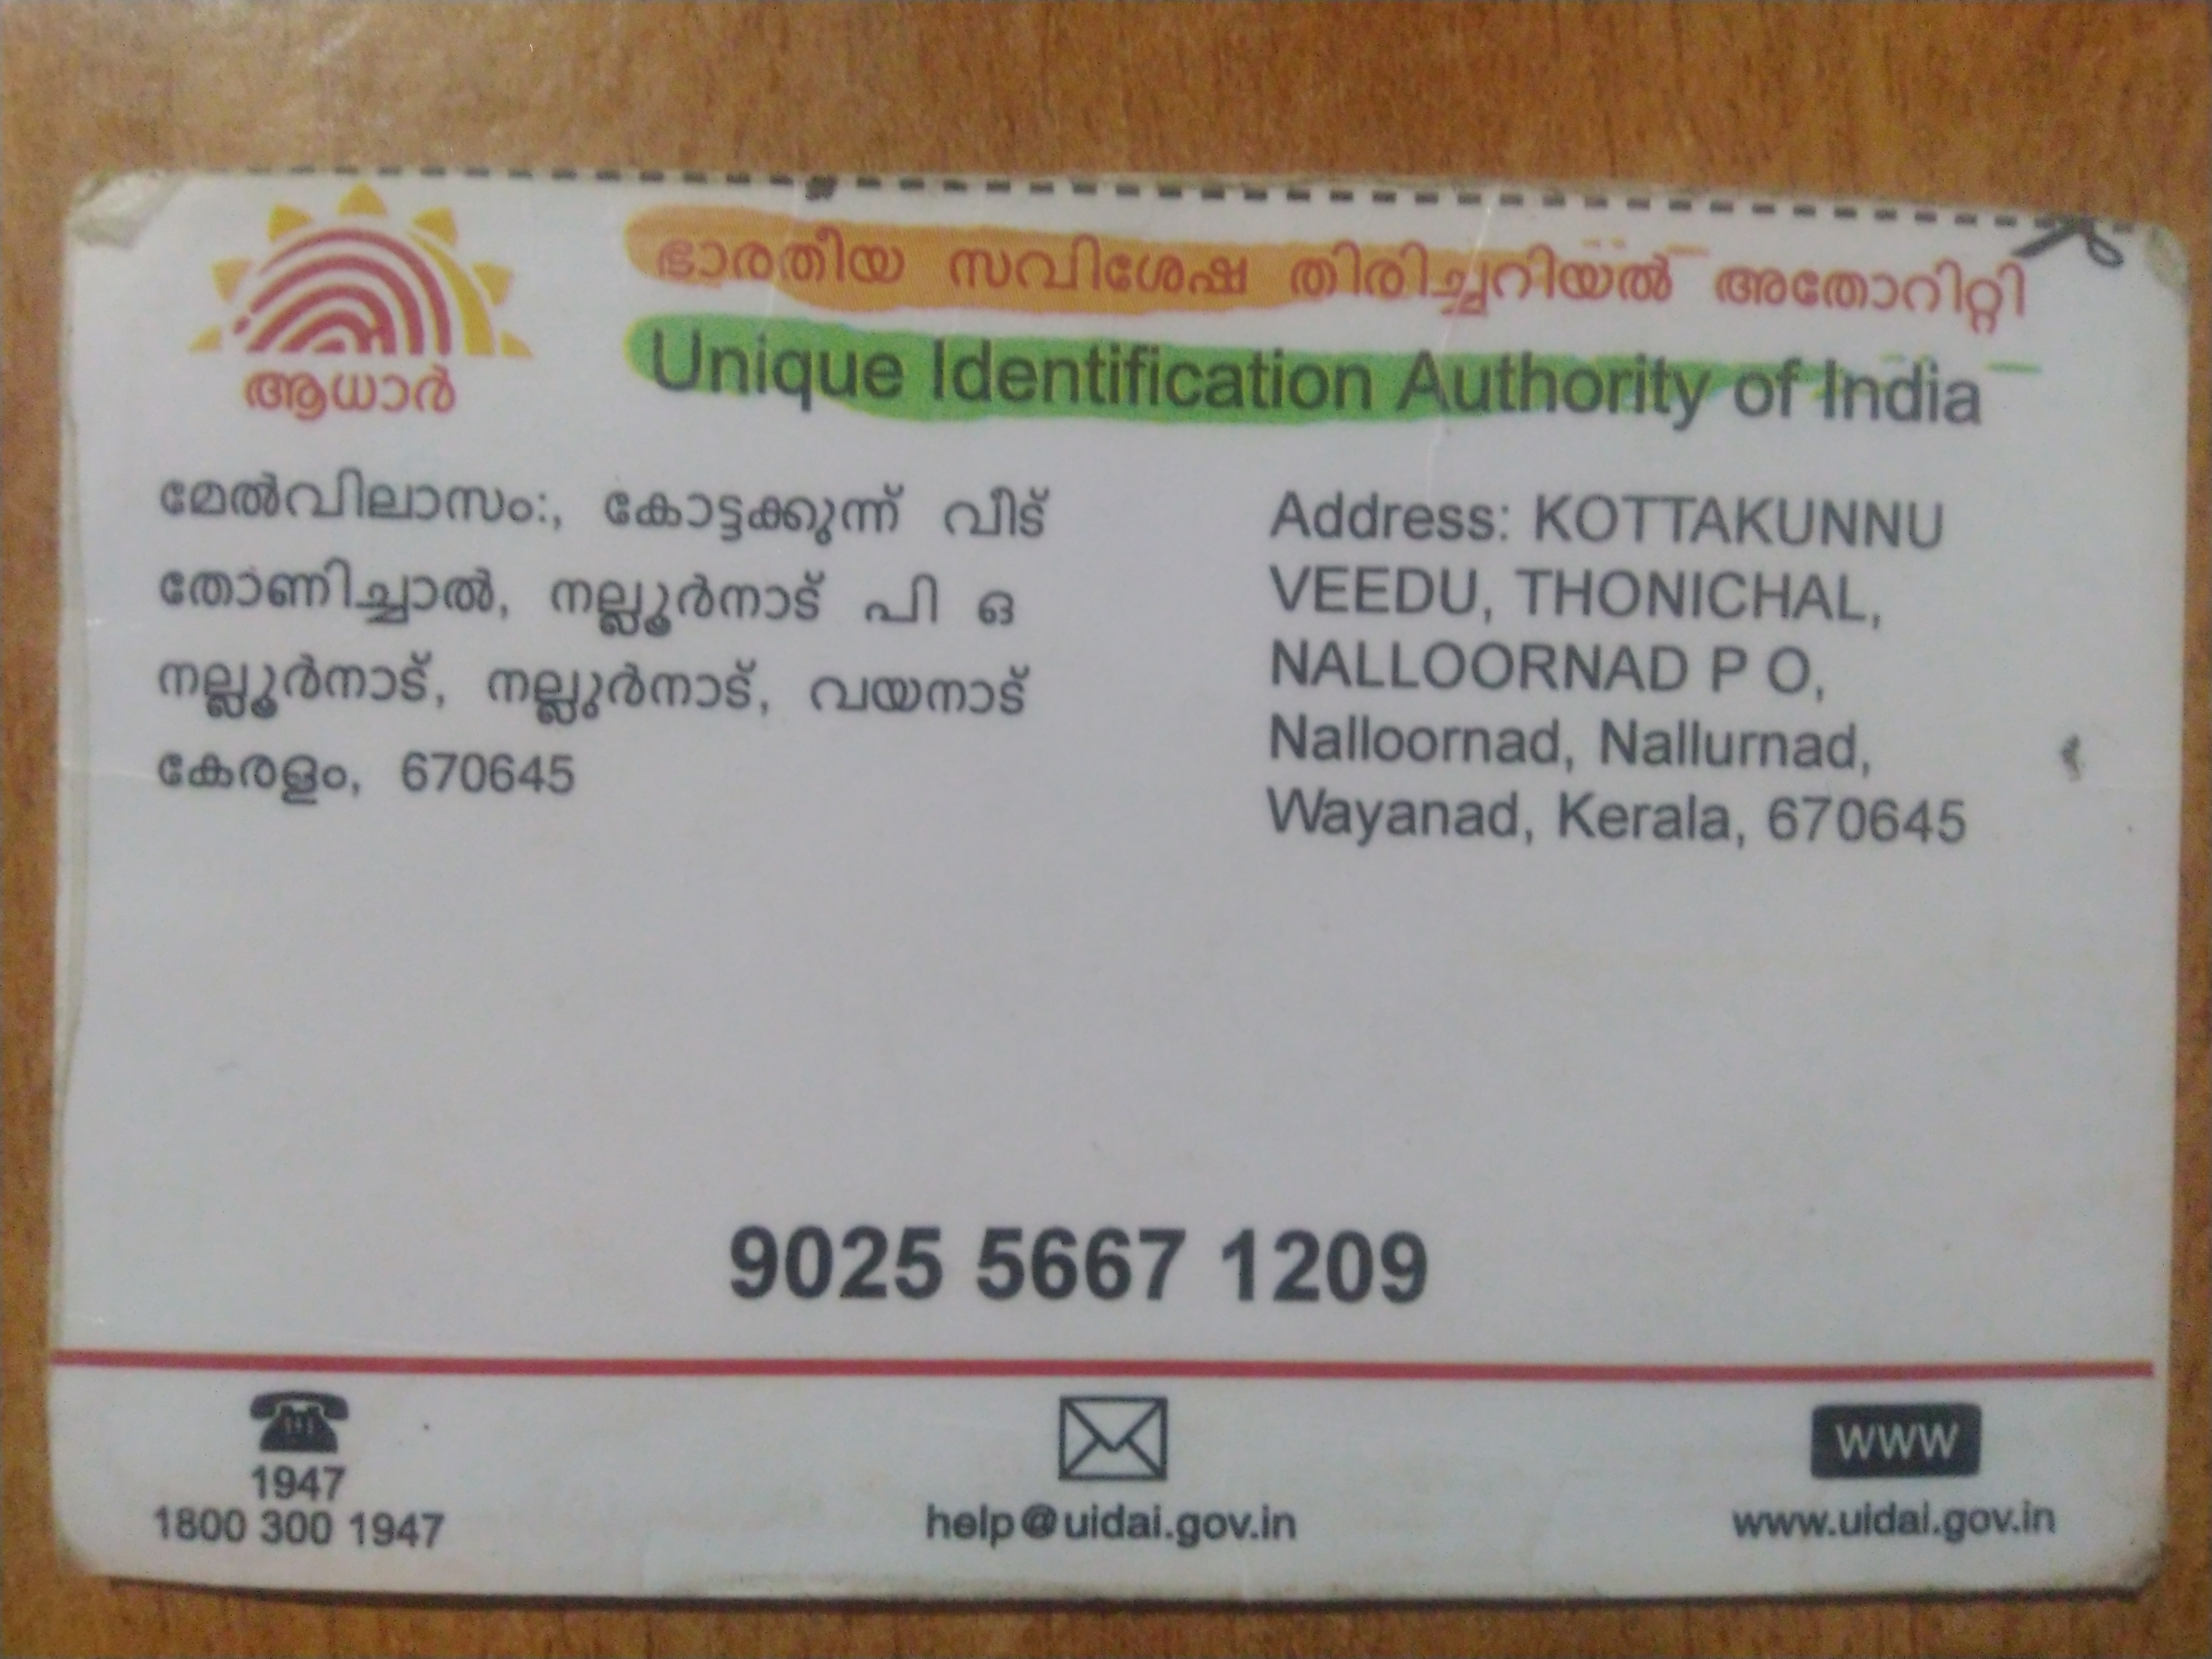 ഭാരതീയ സവിശേഷ തിരിച്ചറിയൽ അതോറിറ്റി
Unique Identification Authority of India
ആധാർ
മേൽവിലാസം:, കോട്ടക്കുന്ന് വീട്
തോണിച്ചാൽ, നല്ലൂർനാട് പി ഒ
നല്ലൂർനാട്, നല്ലൂർനാട്, വയനാട്
കേരളം, 670645
Address: KOTTAKUNNU
VEEDU, THONICHAL,
NALLOORNAD P O,
Nalloornad, Nallurnad,
Wayanad, Kerala, 670645
9025 5667 1209
1947
1800 300 1947
help@uidai.gov.in
WWW
www.uidai.gov.in